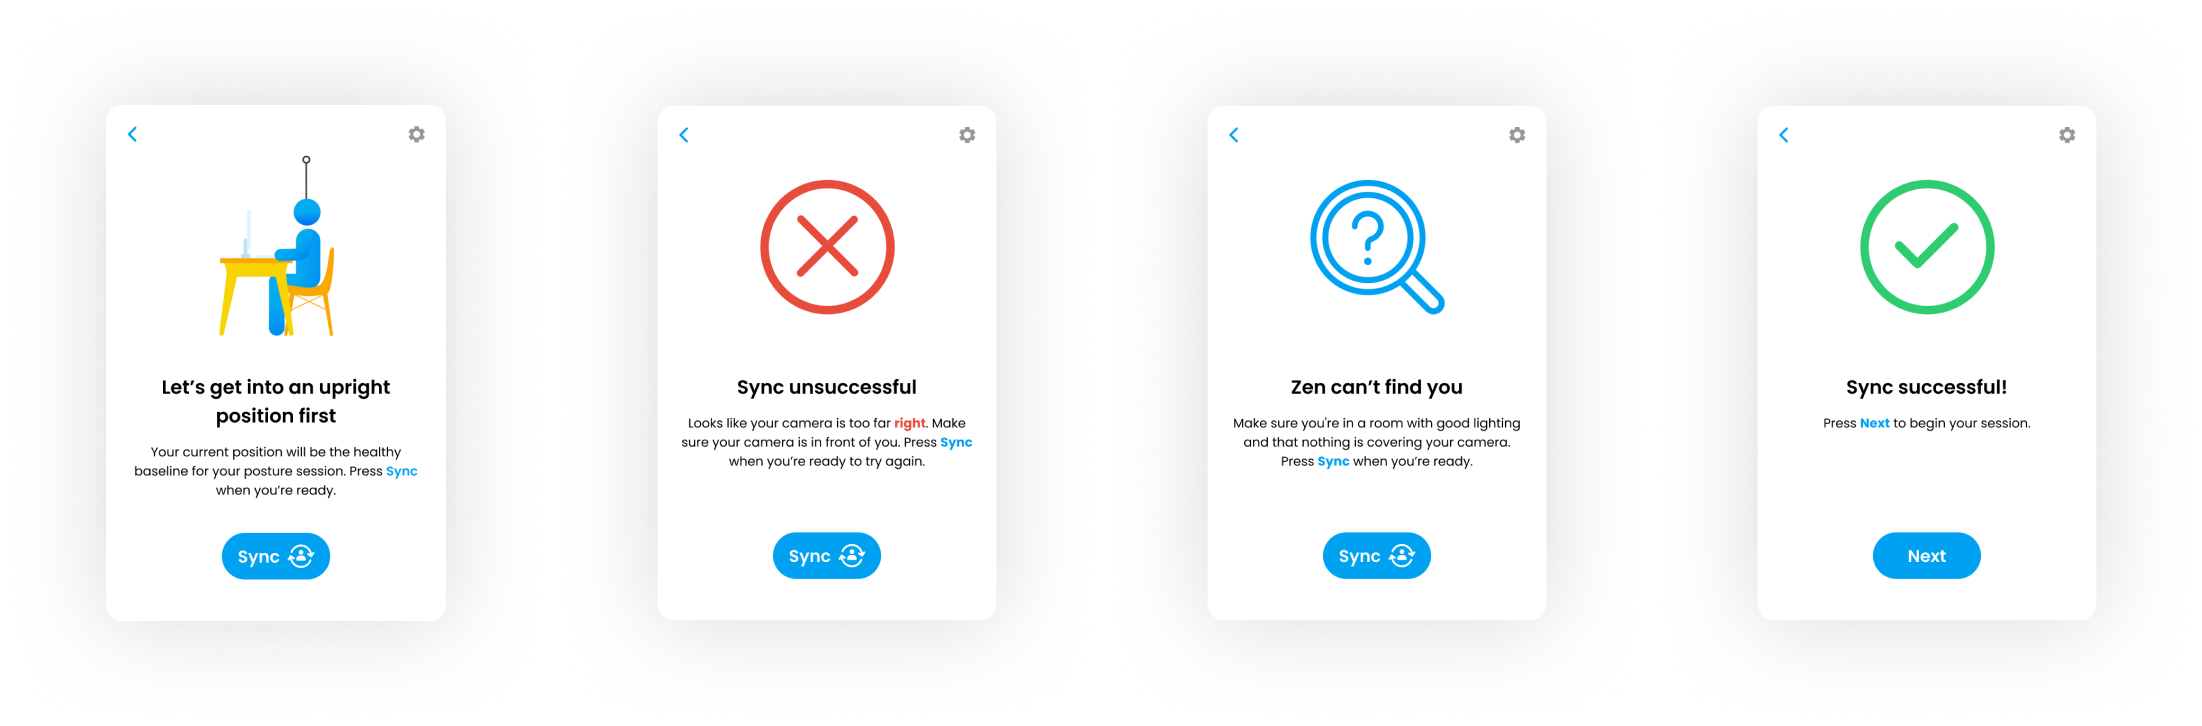 Let’s get into an upright
position first
Your current position will be the healthy
baseline for your posture session. Press Sync
when you’re ready.
Sync
Sync unsuccessful
Looks like your camera is too far right. Make
sure your camera is in front of you. Press Sync
when you’re ready to try again.
Sync
Zen can’t find you
Make sure you're in a room with good lighting
and that nothing is covering your camera.
Press Sync when you’re ready.
Sync
Sync successful!
Press Next to begin your session.
Next